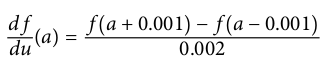 df/du (a) = (f(a + 0.001) − f(a − 0.001))/0.002